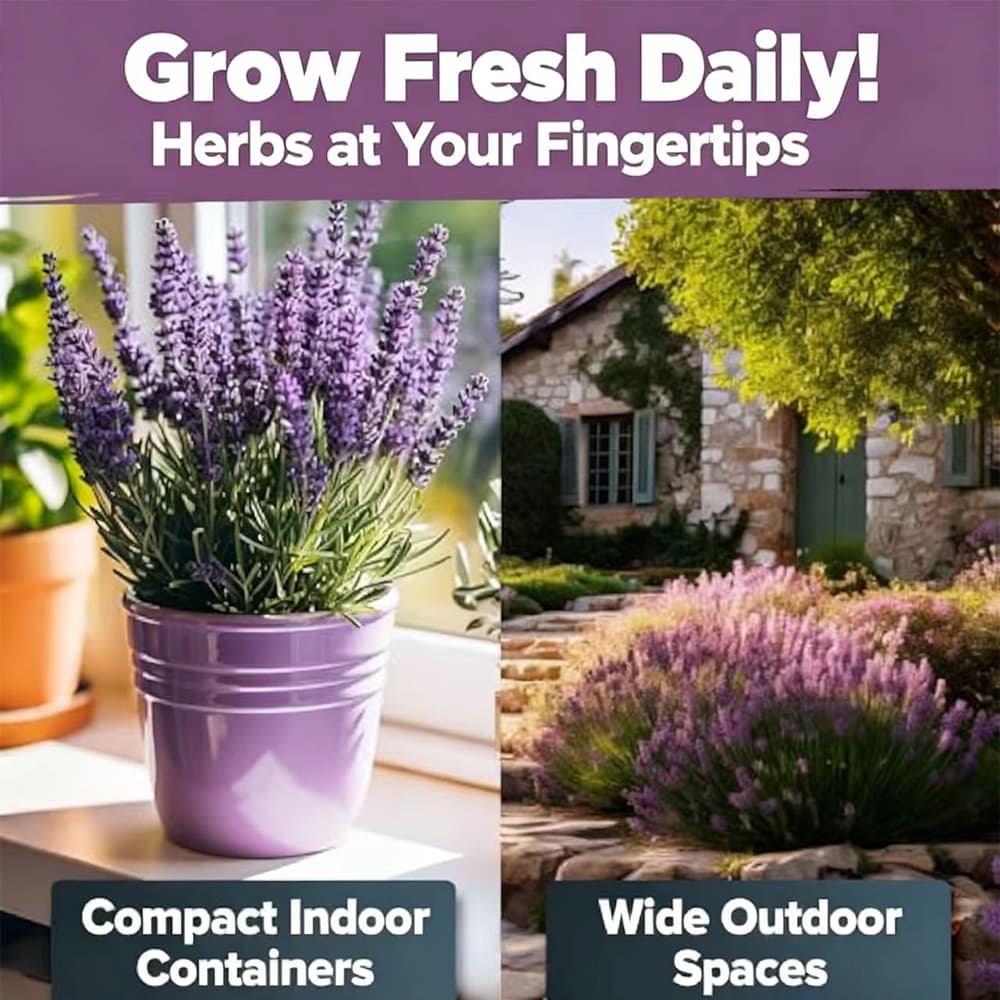 Grow Fresh Daily!
Herbs at Your Fingertips
Compact Indoor
Containers
Wide Outdoor
Spaces